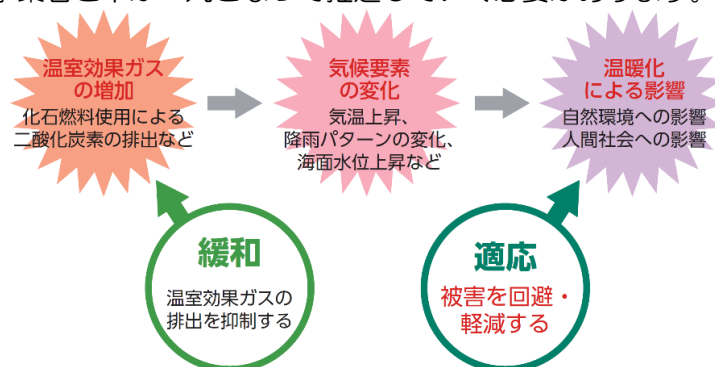 温室効果ガス
の増加
化石燃料使用による
二酸化炭素の排出など
気候要素
の変化
気温上昇、
降雨パターンの変化、
海面水位上昇など
温暖化
による影響
自然環境への影響
人間社会への影響
緩和
温室効果ガスの
排出を抑制する
適応
被害を回避・
軽減する